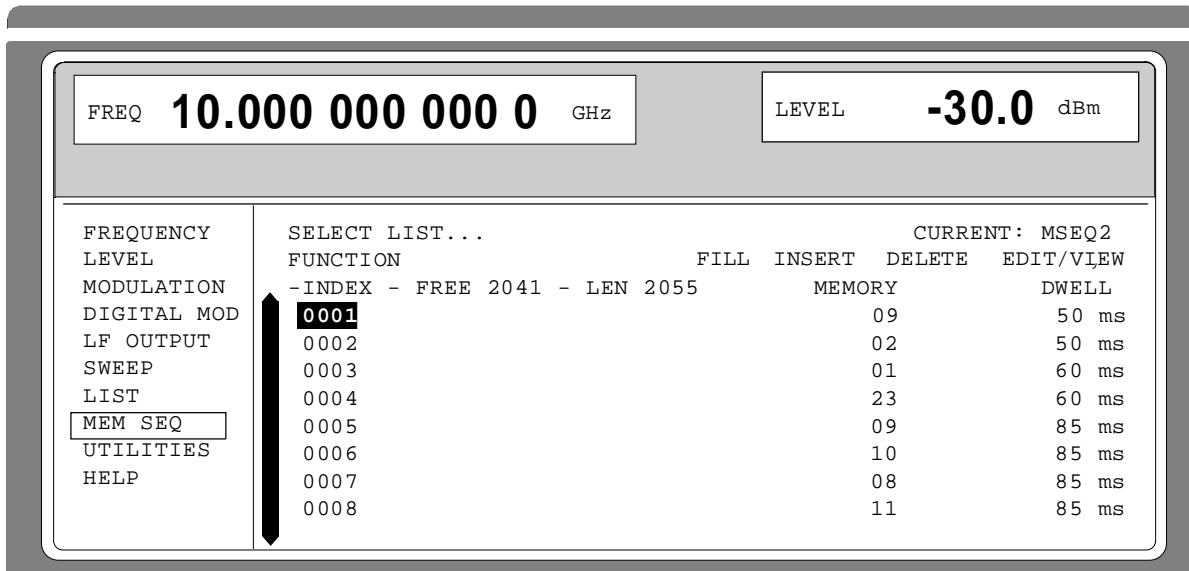 FREQ 10.000 000 000 0 GHz LEVEL -30.0 dBm
FREQUENCY
LEVEL
MODULATION
DIGITAL MOD
LF OUTPUT
SWEEP
LIST
MEM SEQ
UTILITIES
HELP
SELECT LIST... CURRENT: MSEQ2
FUNCTION FILL INSERT DELETE EDIT/VIEW
-INDEX - FREE 2041 - LEN 2055 MEMORY DWELL
0001 09 50 ms
0002 02 50 ms
0003 01 60 ms
0004 23 60 ms
0005 09 85 ms
0006 10 85 ms
0007 08 85 ms
0008 11 85 ms